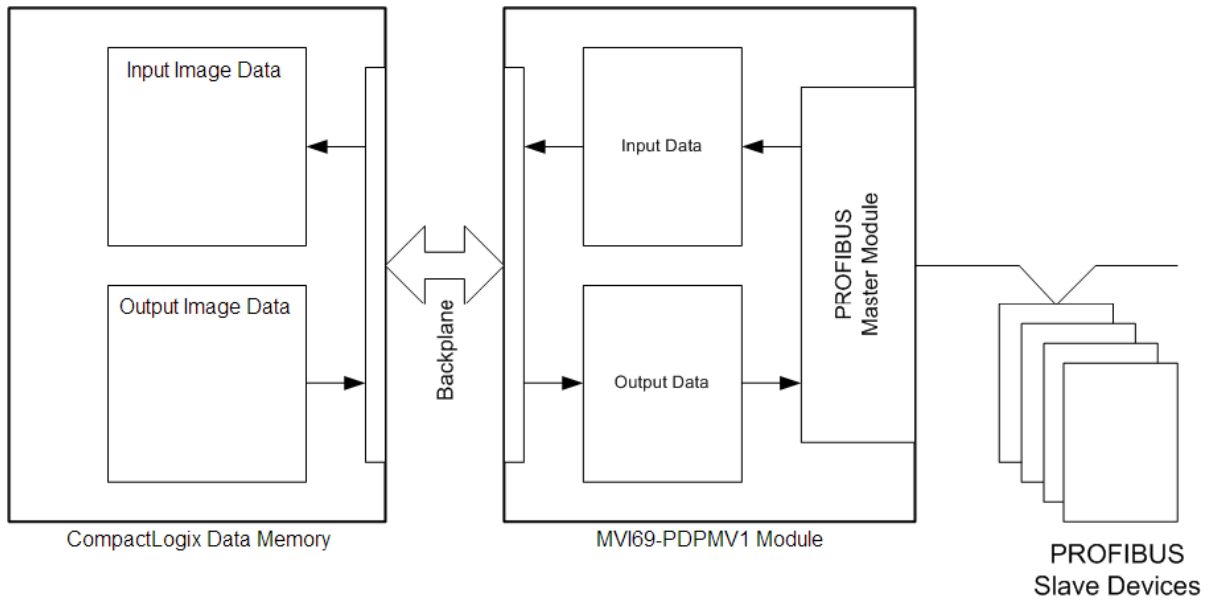 Input Image Data
Output Image Data
CompactLogix Data Memory
Backplane
Input Data
Output Data
PROFIBUS
Master Module
MVI69-PDPMV1 Module
PROFIBUS
Slave Devices